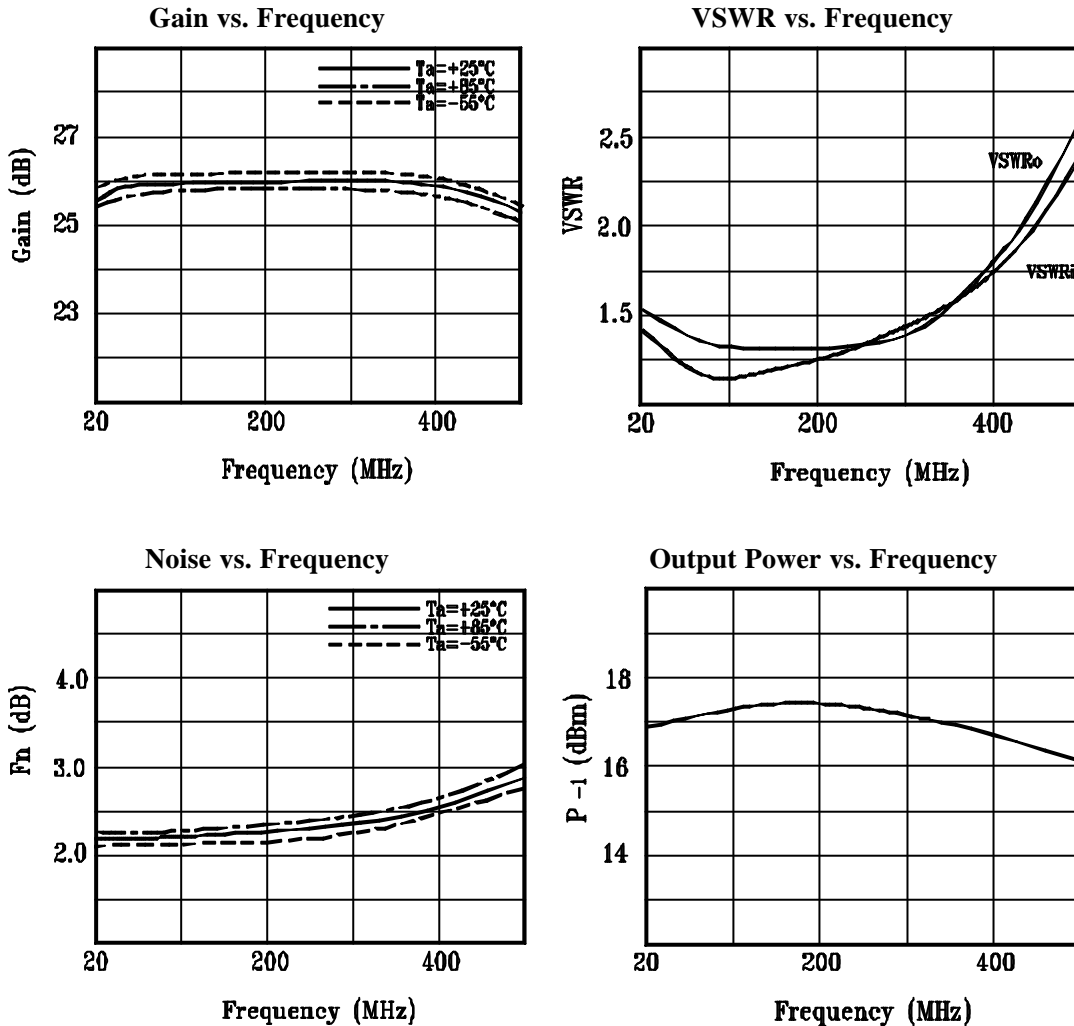 Gain vs. Frequency
Ta=+25°C
Ta=+85°C
Ta=-55°C
27
25
23
Gain (dB)
20 200 400
Frequency (MHz)
VSWR vs. Frequency
2.5
2.0
1.5
VSWR
VSWRo
VSWRi
20 200 400
Frequency (MHz)
Noise vs. Frequency
Ta=+25°C
Ta=+85°C
Ta=-55°C
4.0
3.0
2.0
Fn (dB)
20 200 400
Frequency (MHz)
Output Power vs. Frequency
18
16
14
P -1 (dBm)
20 200 400
Frequency (MHz)